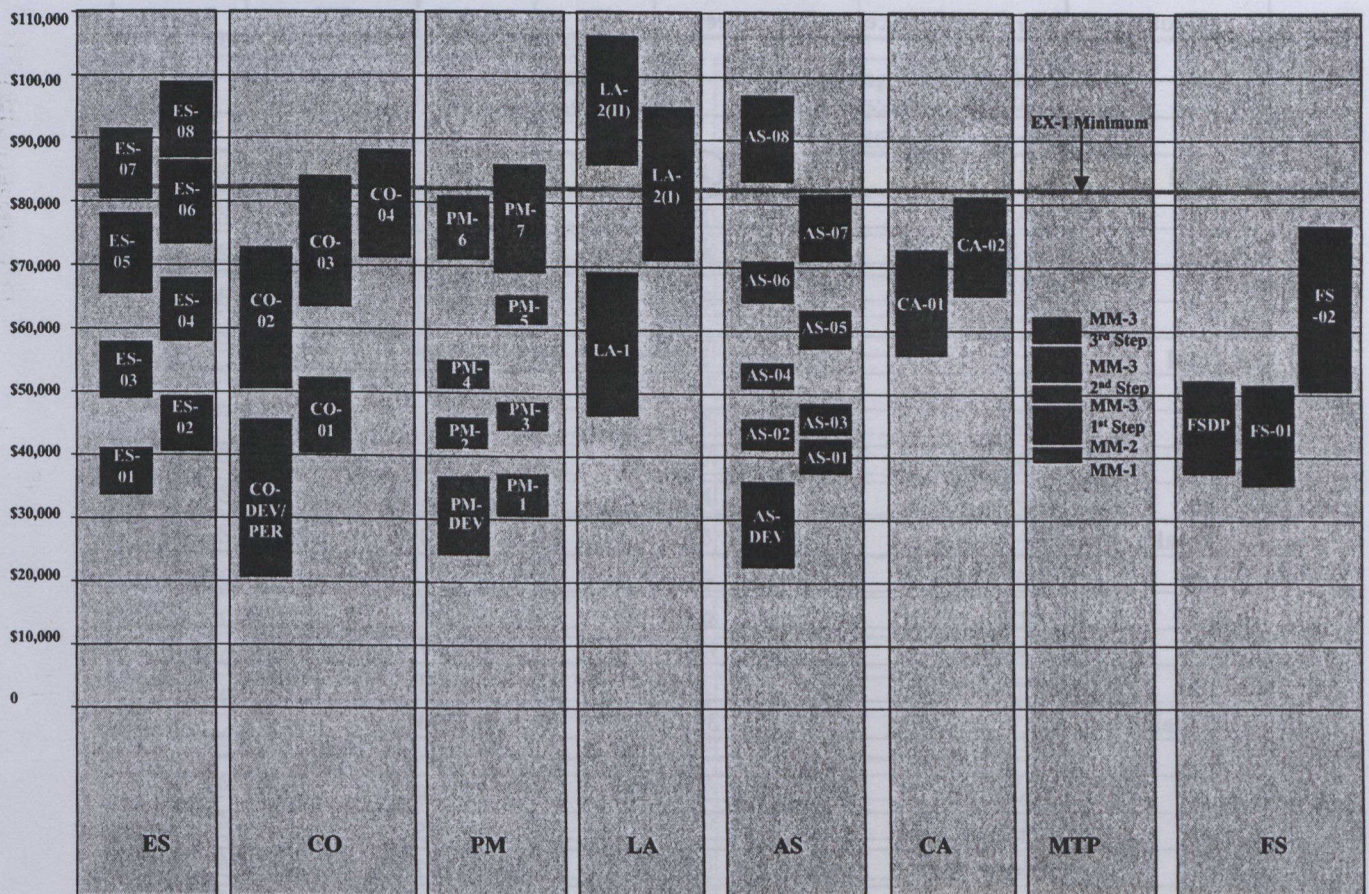 $110,000
$100,00
$90,000
$80,000
$70,000
$60,000
$50,000
$40,000
$30,000
$20,000
$10,000
0
ES-
07
ES-
05
ES-
03
ES-
01
ES-
08
ES-
06
ES-
04
ES-
02
ES
CO-
02
CO-
DEV/
PER
CO-
03
CO-
01
CO-
04
CO
PM-
6
PM-
4
PM-
2
PM-
DEV
PM-
7
PM-
5
PM-
3
PM-
1
PM
LA-
2(II)
LA-1
LA-
2(I)
LA
AS-08
AS-06
AS-04
AS-02
AS-
DEV
AS-07
AS-05
AS-03
AS-01
AS
CA-01
CA-02
CA
EX-1 Minimum
MM-3
3rd Step
MM-3
2nd Step
MM-3
1st Step
MM-2
MM-1
MTP
FSDP
FS-01
FS
-02
FS